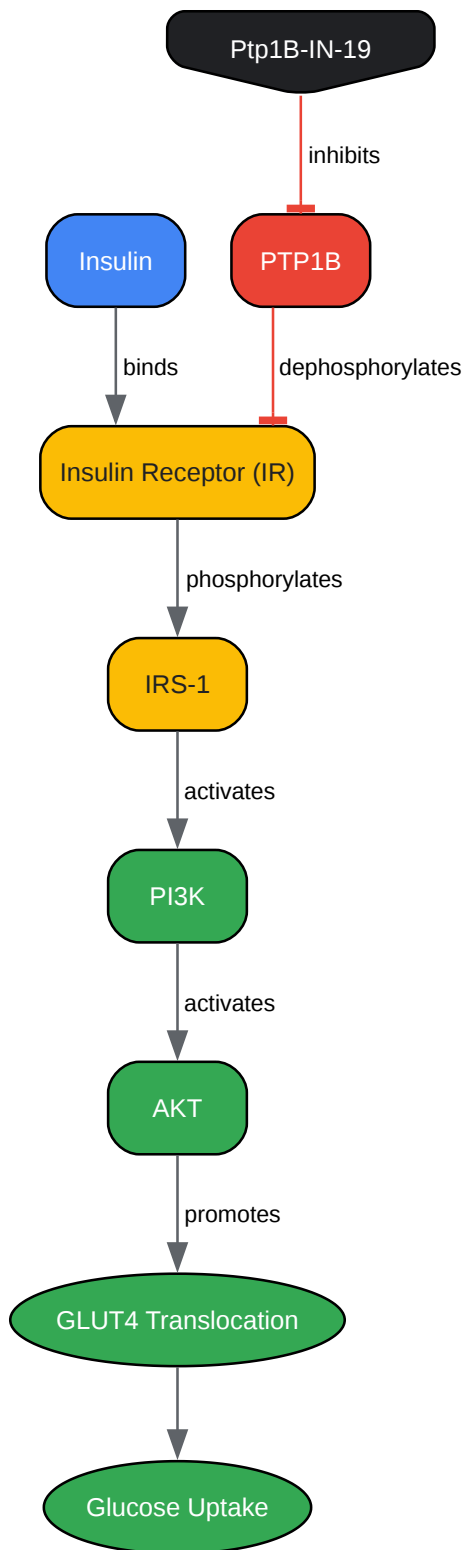 Ptp1B-IN-19
inhibits
Insulin
PTP1B
binds
dephosphorylates
Insulin Receptor (IR)
phosphorylates
IRS-1
activates
PI3K
activates
AKT
promotes
GLUT4 Translocation
Glucose Uptake